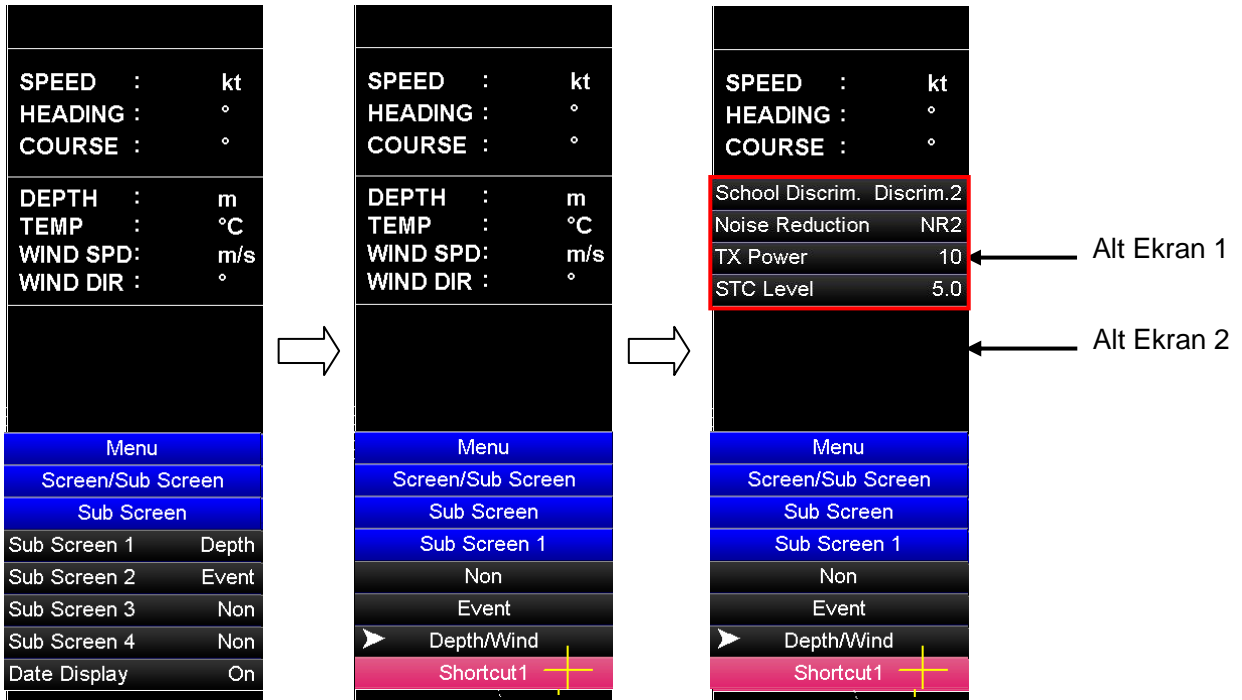 SPEED : kt
HEADING : °
COURSE : °
DEPTH : m
TEMP : °C
WIND SPD: m/s
WIND DIR : °
Menu
Screen/Sub Screen
Sub Screen
Sub Screen 1 Depth
Sub Screen 2 Event
Sub Screen 3 Non
Sub Screen 4 Non
Date Display On
SPEED : kt
HEADING : °
COURSE : °
DEPTH : m
TEMP : °C
WIND SPD: m/s
WIND DIR : °
Menu
Screen/Sub Screen
Sub Screen
Sub Screen 1
Non
Event
Depth/Wind
Shortcut1
SPEED : kt
HEADING : °
COURSE : °
School Discrim. Discrim.2
Noise Reduction NR2
TX Power 10
STC Level 5.0
Menu
Screen/Sub Screen
Sub Screen
Sub Screen 1
Non
Event
Depth/Wind
Shortcut1
Alt Ekran 1
Alt Ekran 2